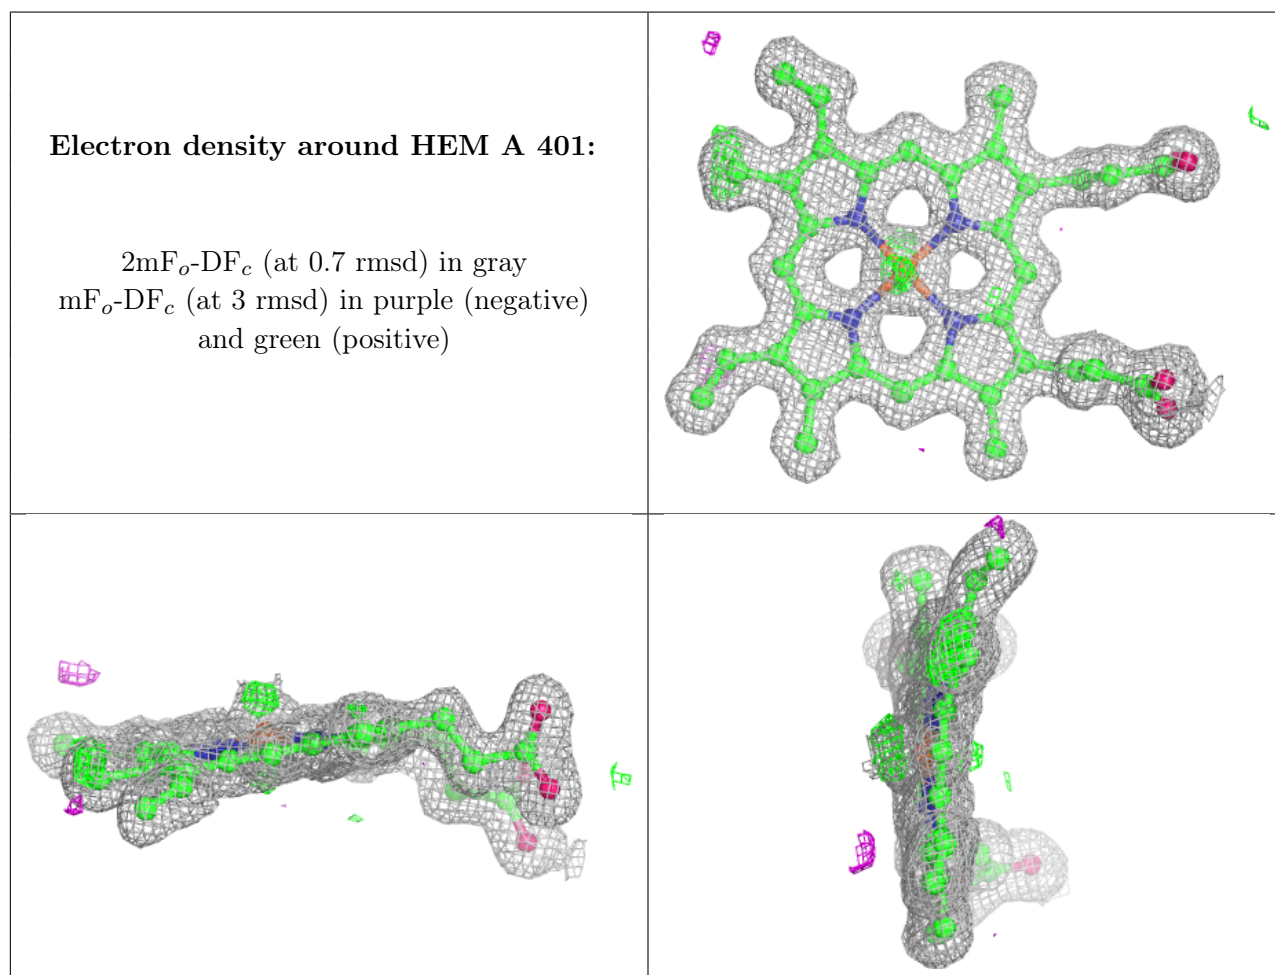 Electron density around HEM A 401:
2mFₒ-DF𝒸 (at 0.7 rmsd) in gray
mFₒ-DF𝒸 (at 3 rmsd) in purple (negative)
and green (positive)